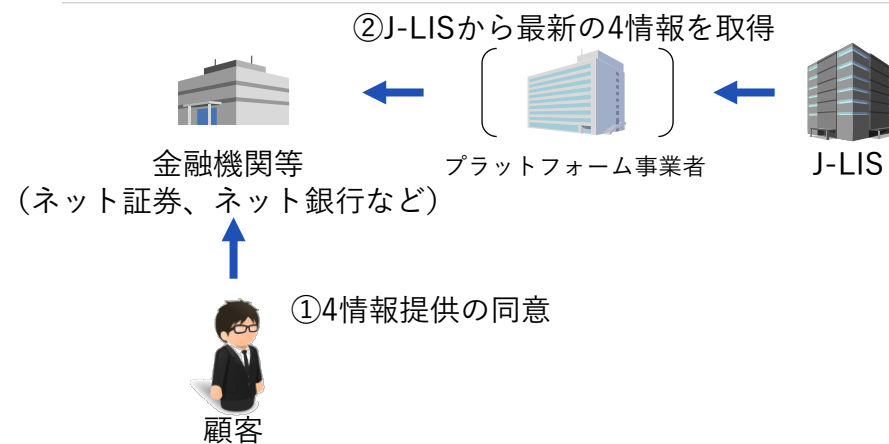 ②J-LISから最新の4情報を取得
金融機関等
(ネット証券、ネット銀行など)
プラットフォーム事業者
J-LIS
①4情報提供の同意
顧客